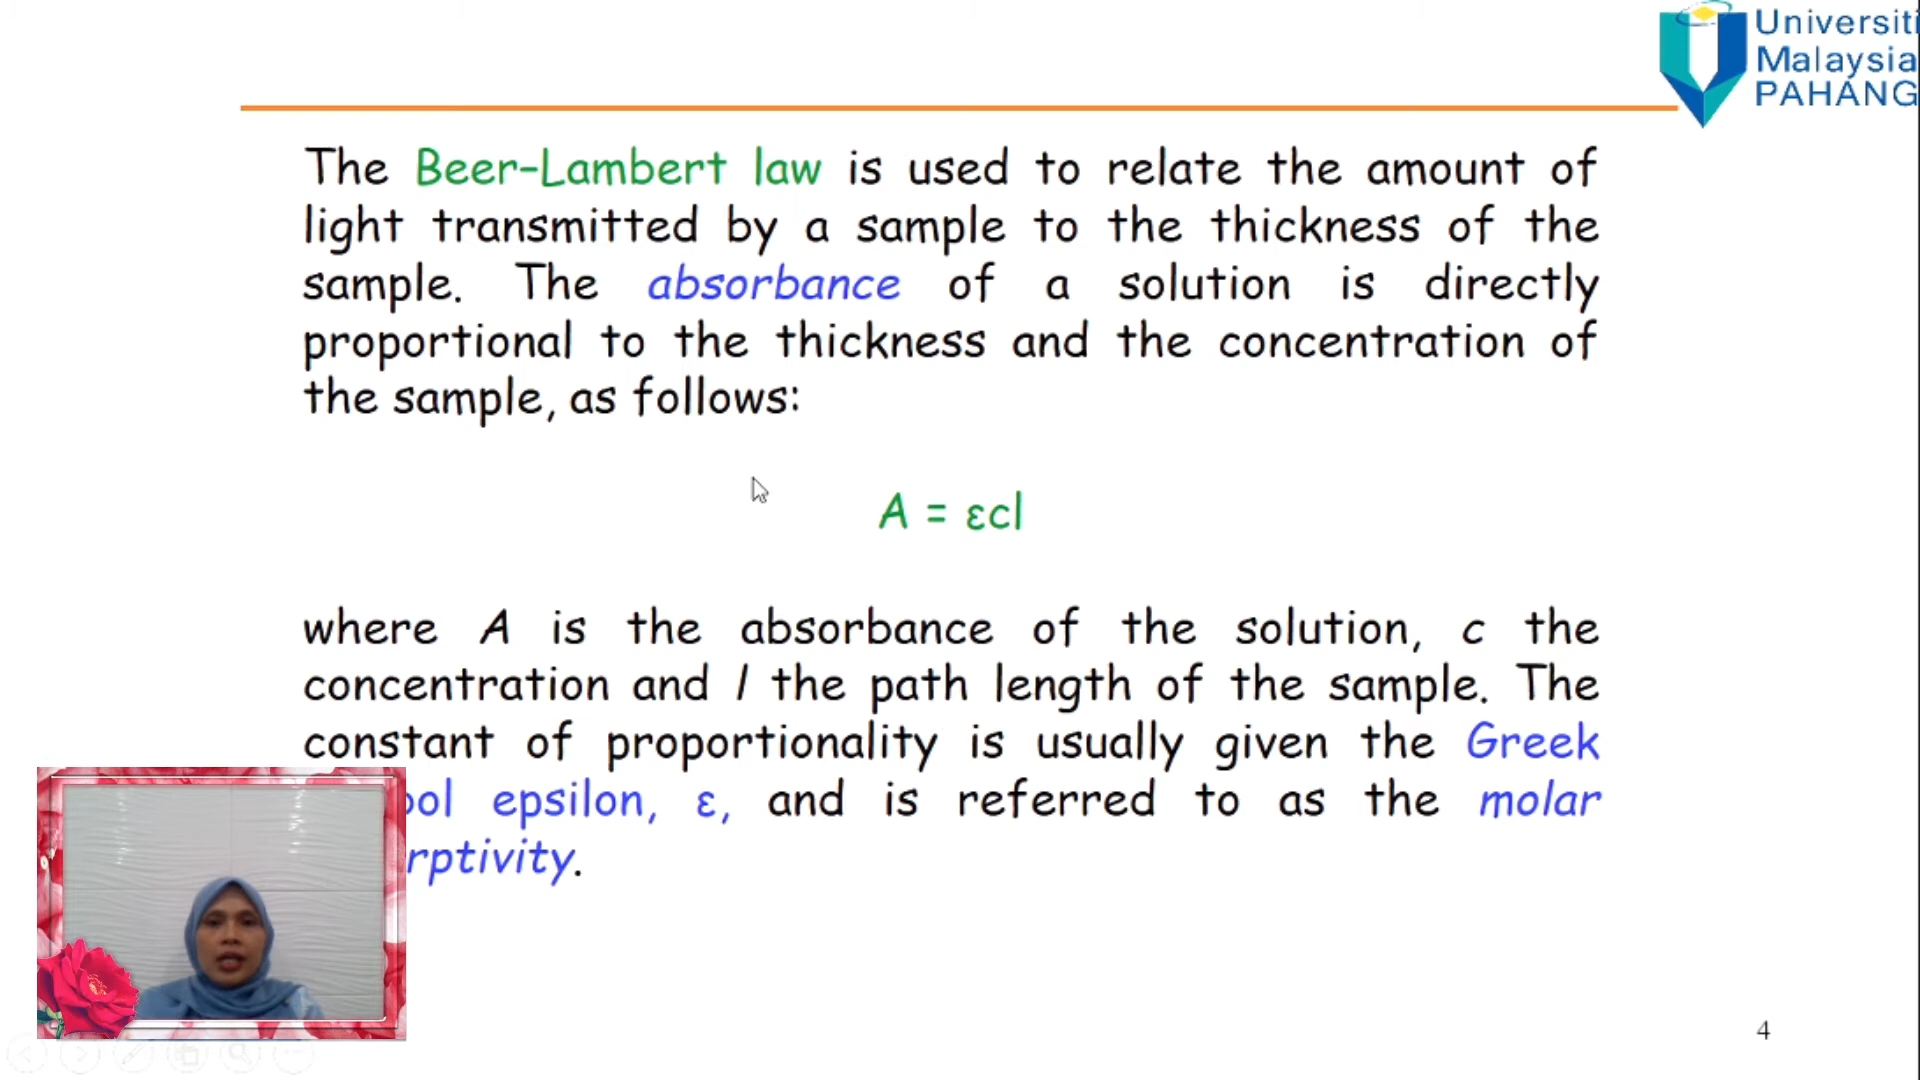 Universiti
Malaysia
PAHANG
The Beer-Lambert law is used to relate the amount of
light transmitted by a sample to the thickness of the
sample. The absorbance of a solution is directly
proportional to the thickness and the concentration of
the sample, as follows:
A = εcl
where A is the absorbance of the solution, c the
concentration and l the path length of the sample. The
constant of proportionality is usually given the Greek
epsilon, ε, and is referred to as the molar
4